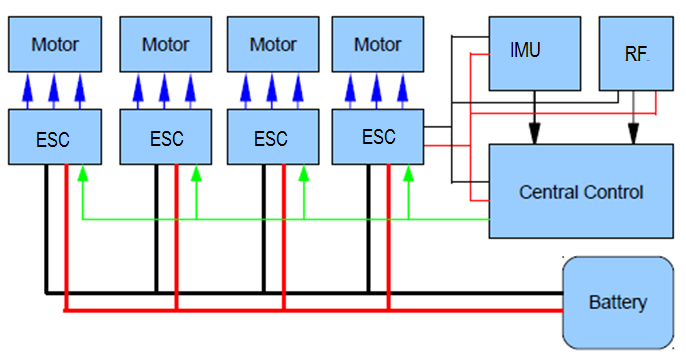 Motor
Motor
Motor
Motor
IMU
RF
ESC
ESC
ESC
ESC
Central Control
Battery